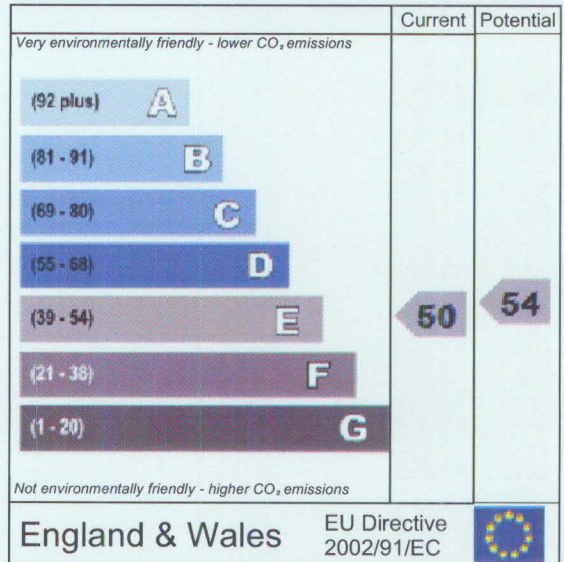 Current Potential
Very environmentally friendly - lower CO₂ emissions
(92 plus) A
(81 - 91) B
(69 - 80) C
(55 - 68) D
(39 - 54) E
50
54
(21 - 38) F
(1 - 20) G
Not environmentally friendly - higher CO₂ emissions
England & Wales
EU Directive
2002/91/EC